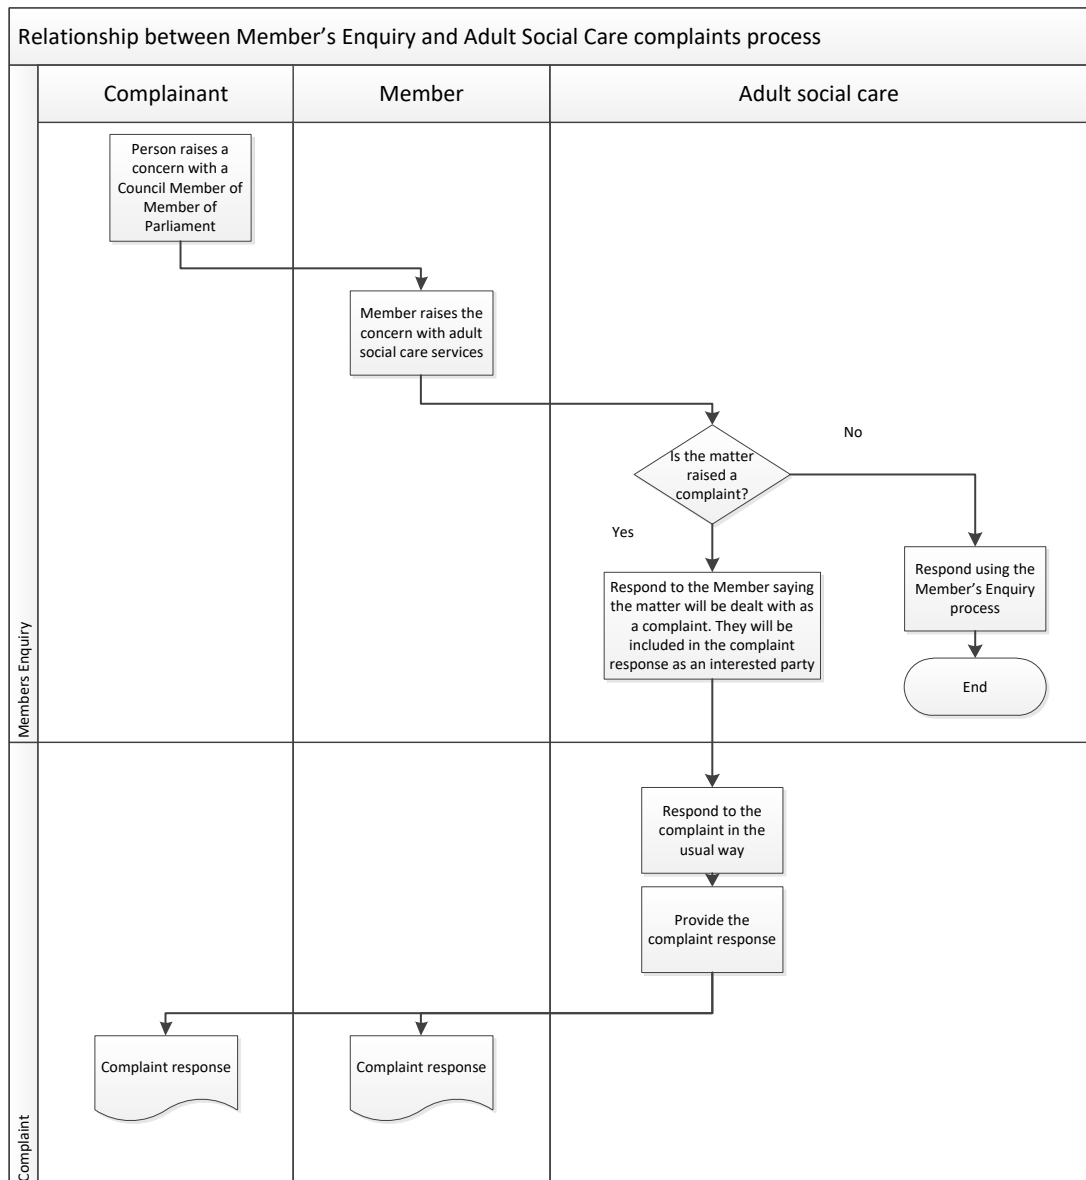 Relationship between Member's Enquiry and Adult Social Care complaints process
Complainant
Member
Adult social care
Members Enquiry
Person raises a
concern with a
Council Member of
Member of
Parliament
Member raises the
concern with adult
social care services
Is the matter
raised a
complaint?
No
Yes
Respond to the Member saying
the matter will be dealt with as
a complaint. They will be
included in the complaint
response as an interested party
Respond using the
Member's Enquiry
process
End
Complaint
Respond to the
complaint in the
usual way
Provide the
complaint response
Complaint response
Complaint response